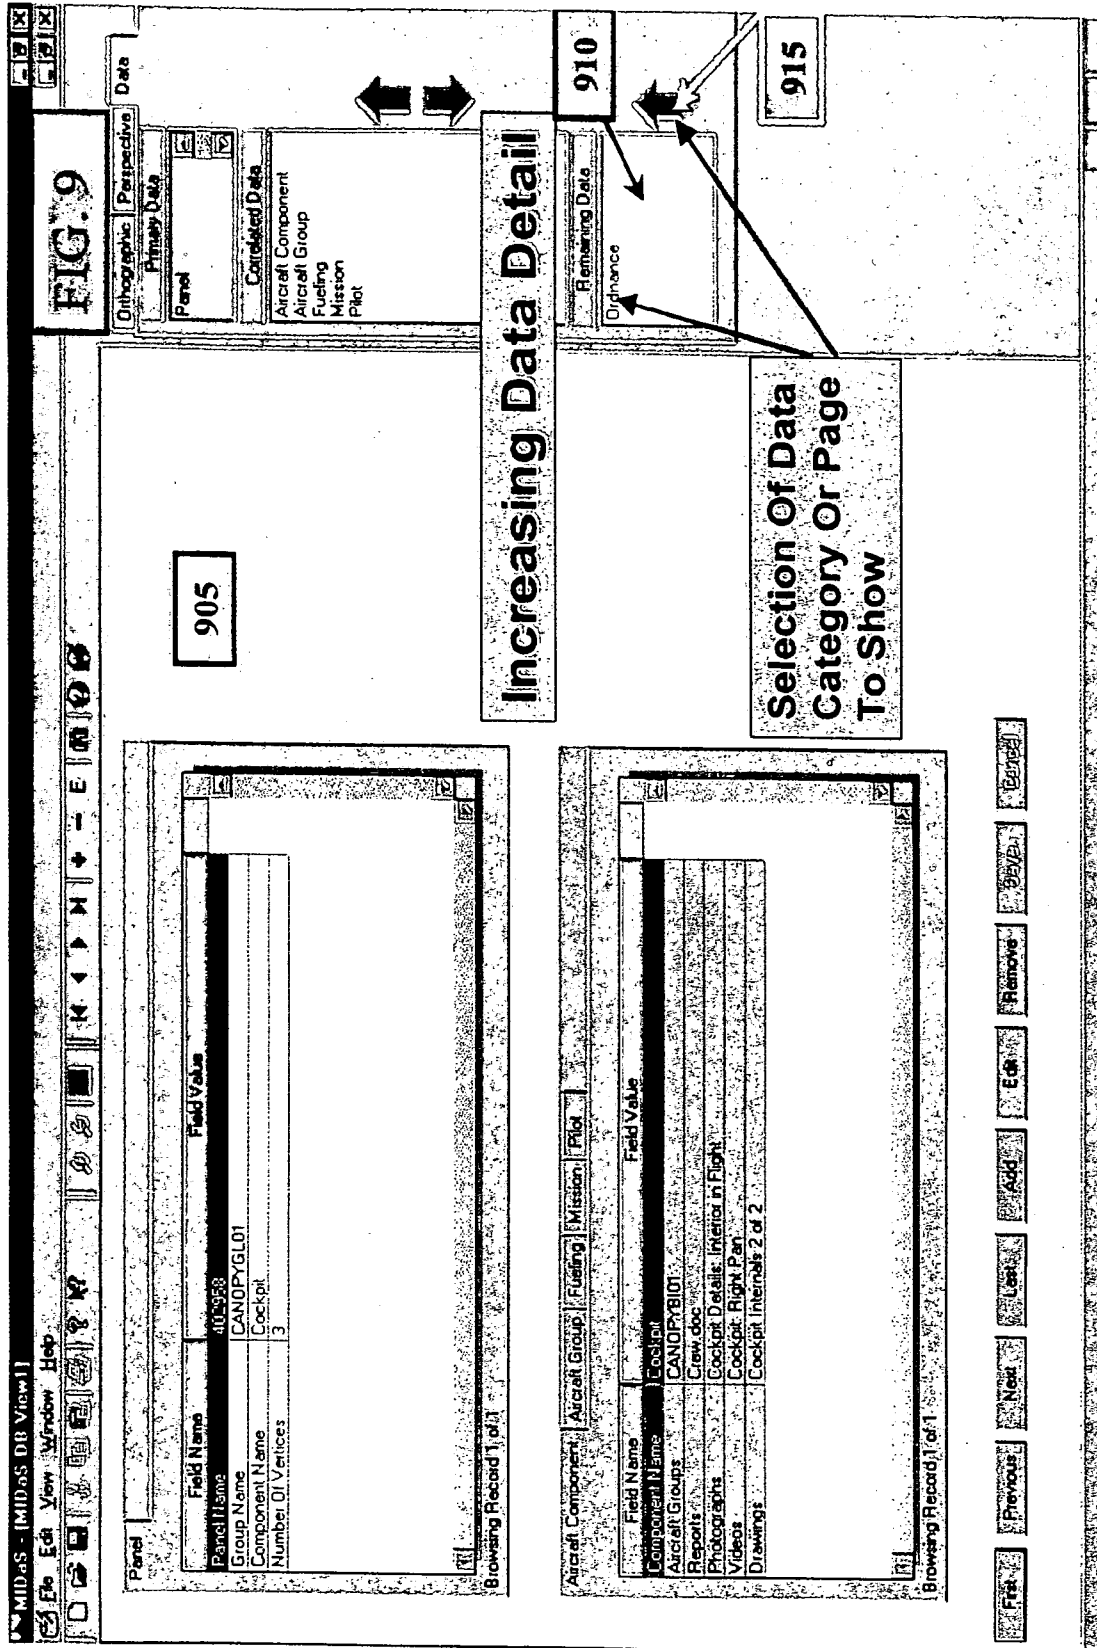 MIDaS - [MIDaS DB View1]
File Edit View Window Help
E
FIG. 9
Orthographic Perspective Data
Primary Data
Panel
Correlated Data
Aircraft Component
Aircraft Group
Fueling
Mission
Pilot
Increasing Data Detail
910
Remaining Data
Ordnance
915
905
Selection Of Data
Category Or Page
To Show
Panel
Field Name Field Value
Panel Name
Group Name CANOPYGL01
Component Name Cockpit
Number Of Vertices 3
Browsing Record 1 of 1
Aircraft Component Aircraft Group Fueling Mission Pilot
Field Name Field Value
Component Name Cockpit
Aircraft Groups CANOPYBI01
Reports Crew.doc
Photographs Cockpit Details: Interior in Flight
Videos Cockpit: Right Pan
Drawings Cockpit Internals 2 of 2
Browsing Record 1 of 1
First Previous Next Last Add Edit Remove Save Cancel